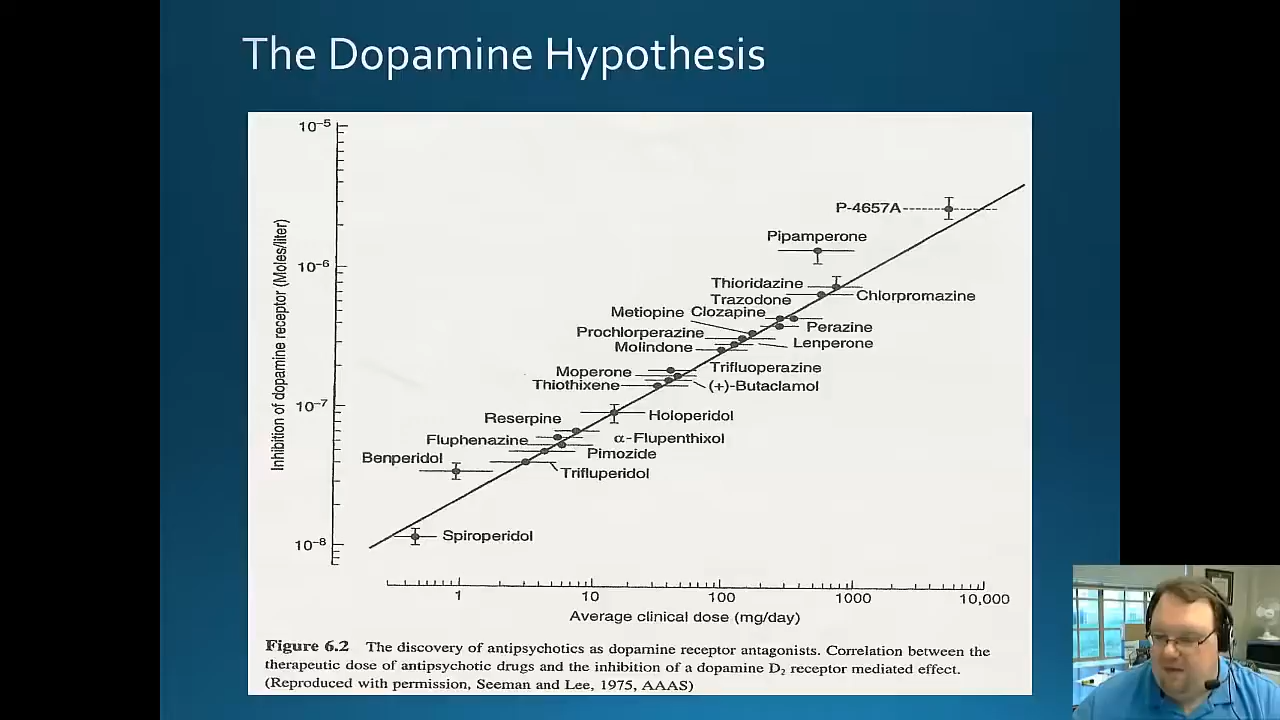 The Dopamine Hypothesis
10⁻⁵
P-4657A
Pipamperone
10⁻⁶
Thioridazine
Trazodone
Chlorpromazine
Metiopine Clozapine
Perazine
Prochlorperazine
Lenperone
Molindone
Moperone
Trifluoperazine
Thiothixene
(+)-Butaclamol
10⁻⁷
Reserpine
Holoperidol
Fluphenazine
α-Flupenthixol
Benperidol
Pimozide
Trifluperidol
10⁻⁸
Spiroperidol
Inhibition of dopamine receptor (Moles/liter)
1 10 100 1000 10,000
Average clinical dose (mg/day)
Figure 6.2 The discovery of antipsychotics as dopamine receptor antagonists. Correlation between the
therapeutic dose of antipsychotic drugs and the inhibition of a dopamine D₂ receptor mediated effect.
(Reproduced with permission, Seeman and Lee, 1975, AAAS)